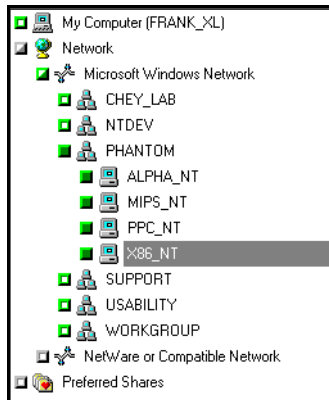 My Computer (FRANK_XL)
Network
Microsoft Windows Network
CHEY_LAB
NTDEV
PHANTOM
ALPHA_NT
MIPS_NT
PPC_NT
X86_NT
SUPPORT
USABILITY
WORKGROUP
NetWare or Compatible Network
Preferred Shares